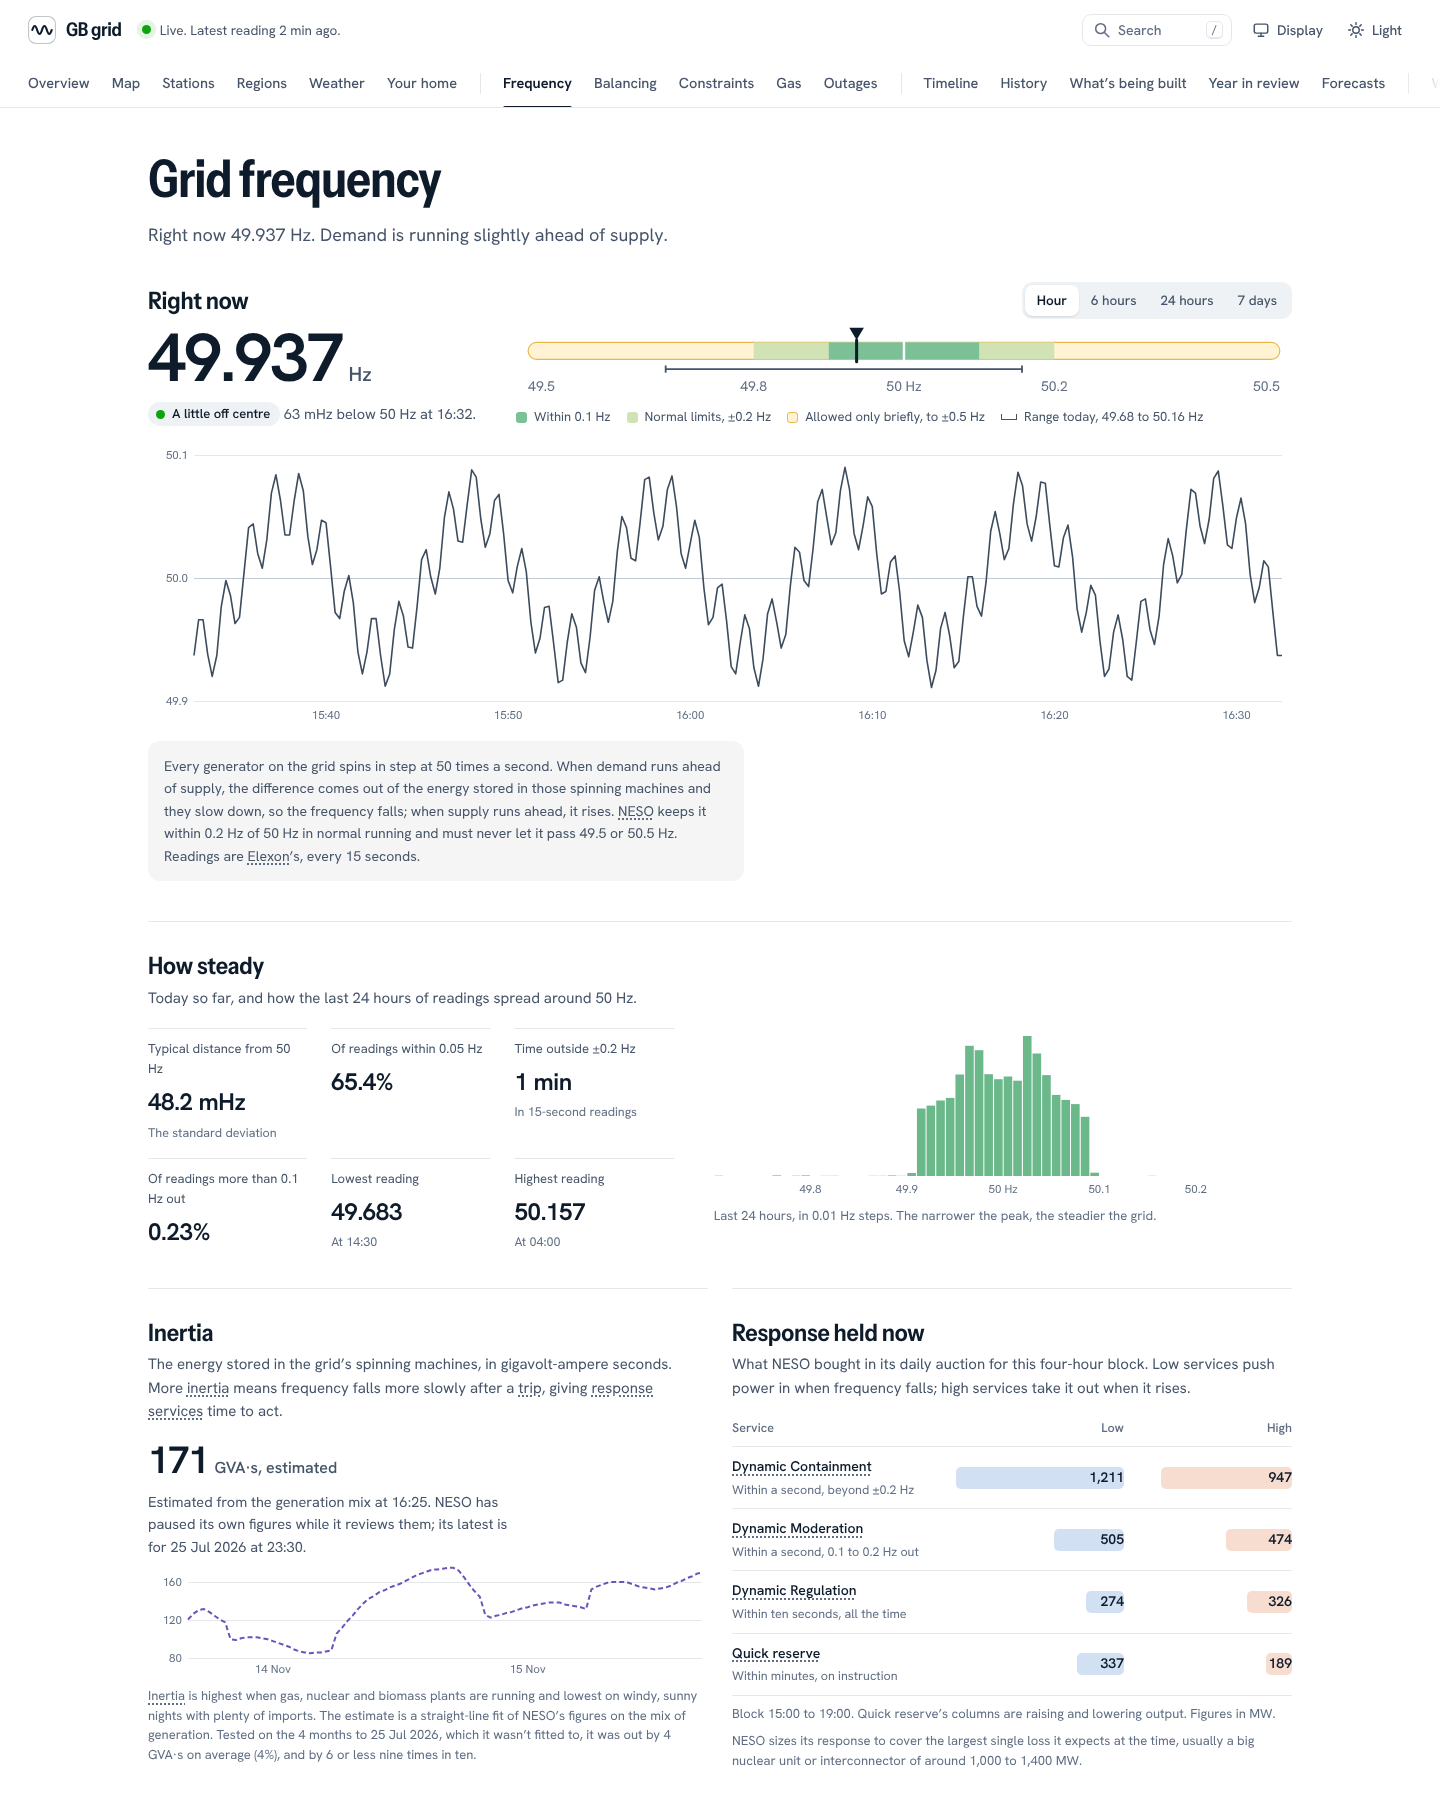 GB grid
Live. Latest reading 2 min ago.
Search /
Display
Light
Overview Map Stations Regions Weather Your home Frequency Balancing Constraints Gas Outages Timeline History What's being built Year in review Forecasts
Grid frequency
Right now 49.937 Hz. Demand is running slightly ahead of supply.
Right now
Hour 6 hours 24 hours 7 days
49.937 Hz
A little off centre 63 mHz below 50 Hz at 16:32.
49.5 49.8 50 Hz 50.2 50.5
Within 0.1 Hz Normal limits, ±0.2 Hz Allowed only briefly, to ±0.5 Hz Range today, 49.68 to 50.16 Hz
50.1
50.0
49.9
15:40 15:50 16:00 16:10 16:20 16:30
Every generator on the grid spins in step at 50 times a second. When demand runs ahead
of supply, the difference comes out of the energy stored in those spinning machines and
they slow down, so the frequency falls; when supply runs ahead, it rises. NESO keeps it
within 0.2 Hz of 50 Hz in normal running and must never let it pass 49.5 or 50.5 Hz.
Readings are Elexon's, every 15 seconds.
How steady
Today so far, and how the last 24 hours of readings spread around 50 Hz.
Typical distance from 50
Hz
48.2 mHz
The standard deviation
Of readings within 0.05 Hz
65.4%
Time outside ±0.2 Hz
1 min
In 15-second readings
Of readings more than 0.1
Hz out
0.23%
Lowest reading
49.683
At 14:30
Highest reading
50.157
At 04:00
49.8 49.9 50 Hz 50.1 50.2
Last 24 hours, in 0.01 Hz steps. The narrower the peak, the steadier the grid.
Inertia
The energy stored in the grid's spinning machines, in gigavolt-ampere seconds.
More inertia means frequency falls more slowly after a trip, giving response
services time to act.
171 GVA·s, estimated
Estimated from the generation mix at 16:25. NESO has
paused its own figures while it reviews them; its latest is
for 25 Jul 2026 at 23:30.
160
120
80
14 Nov 15 Nov
Inertia is highest when gas, nuclear and biomass plants are running and lowest on windy, sunny
nights with plenty of imports. The estimate is a straight-line fit of NESO's figures on the mix of
generation. Tested on the 4 months to 25 Jul 2026, which it wasn't fitted to, it was out by 4
GVA·s on average (4%), and by 6 or less nine times in ten.
Response held now
What NESO bought in its daily auction for this four-hour block. Low services push
power in when frequency falls; high services take it out when it rises.
Service Low High
Dynamic Containment 1,211 947
Within a second, beyond ±0.2 Hz
Dynamic Moderation 505 474
Within a second, 0.1 to 0.2 Hz out
Dynamic Regulation 274 326
Within ten seconds, all the time
Quick reserve 337 189
Within minutes, on instruction
Block 15:00 to 19:00. Quick reserve's columns are raising and lowering output. Figures in MW.
NESO sizes its response to cover the largest single loss it expects at the time, usually a big
nuclear unit or interconnector of around 1,000 to 1,400 MW.